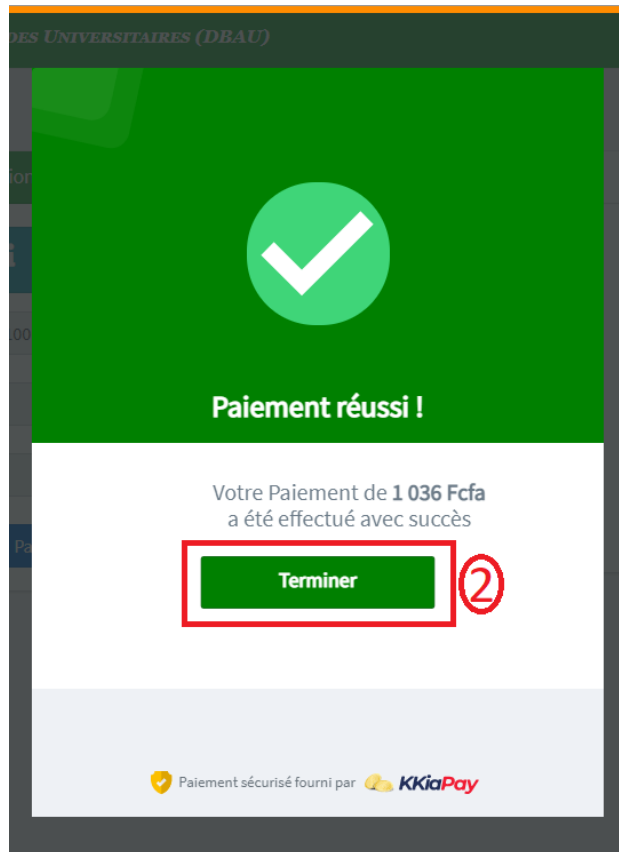 DES UNIVERSITAIRES (DBAU)
Paiement réussi !
Votre Paiement de 1 036 Fcfa
a été effectué avec succès
Terminer
2
Paiement sécurisé fourni par KKiaPay